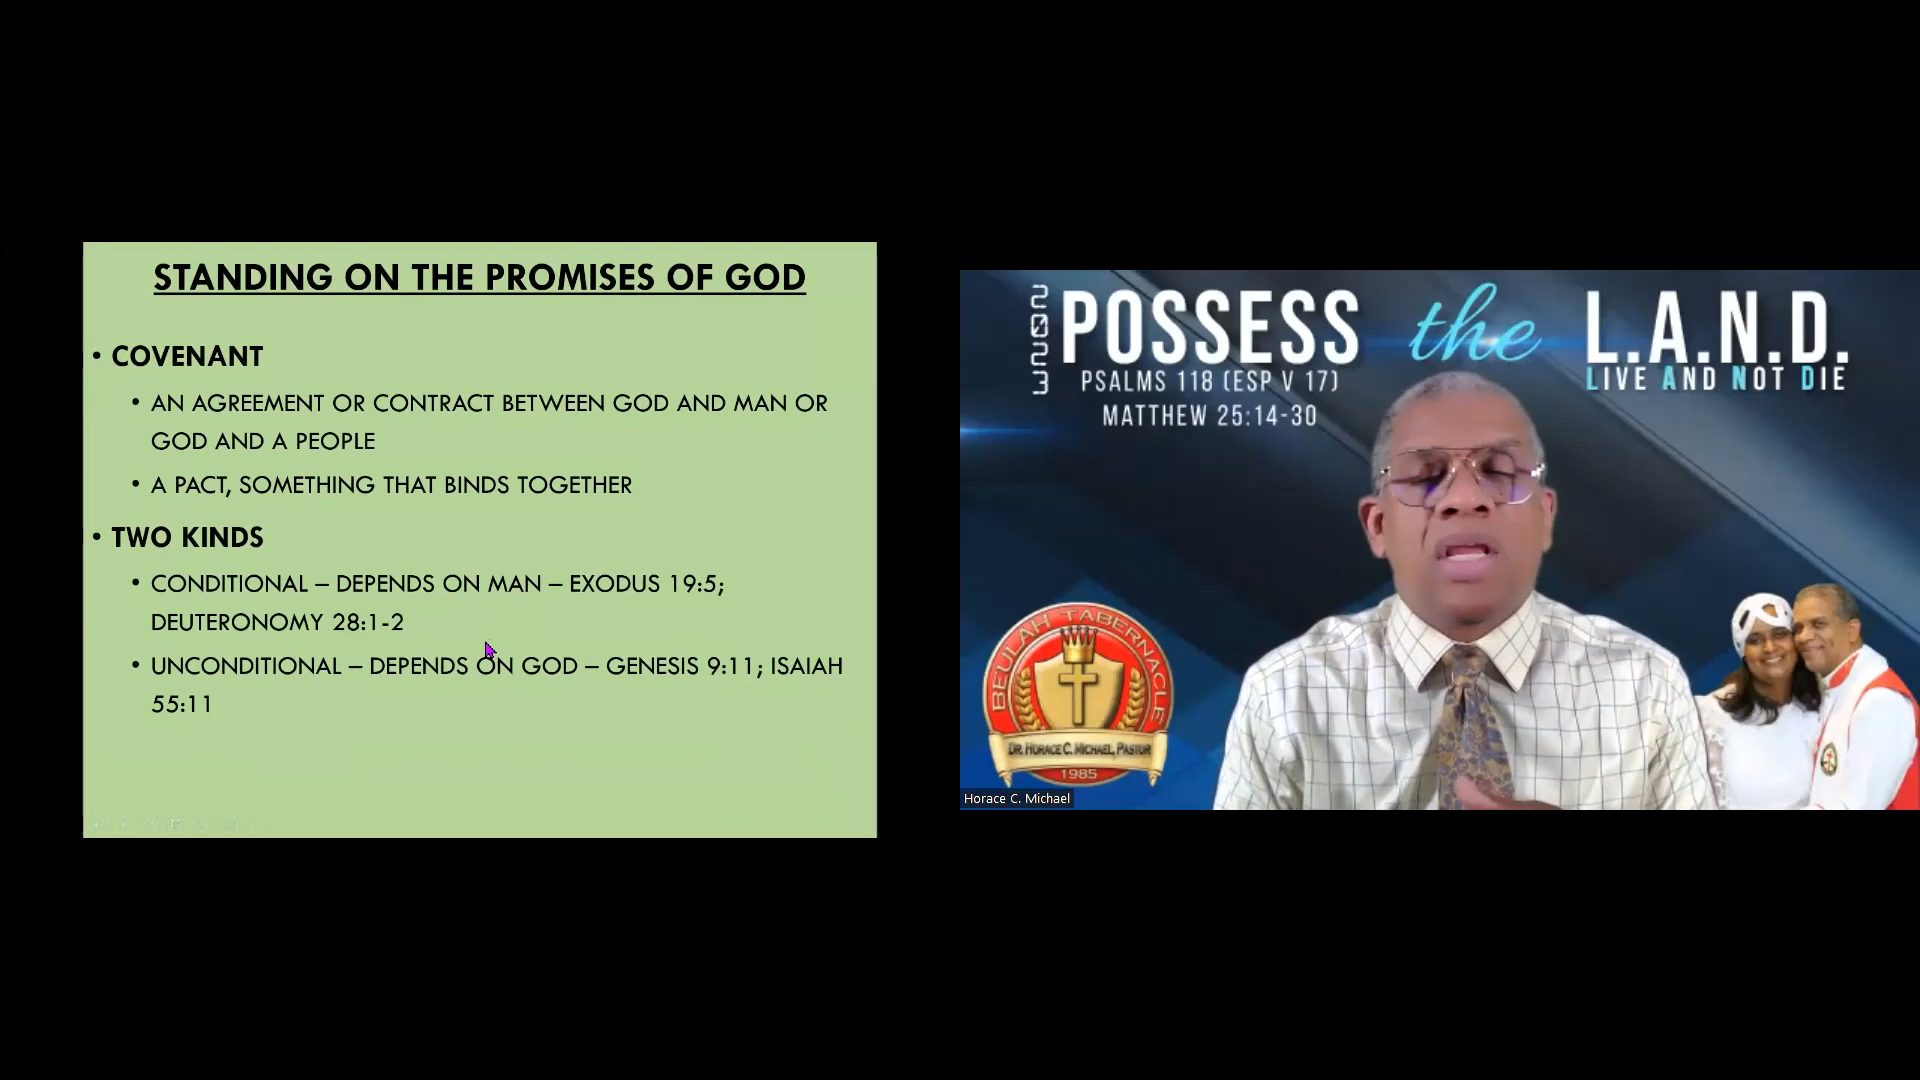 STANDING ON THE PROMISES OF GOD
• COVENANT
• AN AGREEMENT OR CONTRACT BETWEEN GOD AND MAN OR
GOD AND A PEOPLE
• A PACT, SOMETHING THAT BINDS TOGETHER
• TWO KINDS
• CONDITIONAL – DEPENDS ON MAN – EXODUS 19:5;
DEUTERONOMY 28:1-2
• UNCONDITIONAL – DEPENDS ON GOD – GENESIS 9:11; ISAIAH
55:11
2023
POSSESS the L.A.N.D.
LIVE AND NOT DIE
PSALMS 118 (ESP V 17)
MATTHEW 25:14-30
BEULAH TABERNACLE
DR. HORACE C. MICHAEL, PASTOR
1985
Horace C. Michael